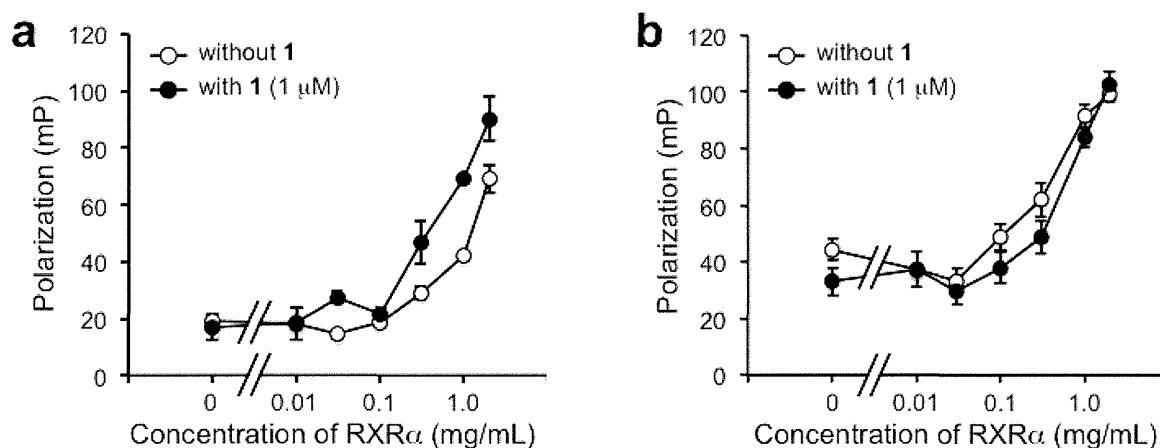 a
120
100
80
60
40
20
0
Polarization (mP)
without 1
with 1 (1 μM)
0 0.01 0.1 1.0
Concentration of RXRα (mg/mL)
b
120
100
80
60
40
20
0
Polarization (mP)
without 1
with 1 (1 μM)
0 0.01 0.1 1.0
Concentration of RXRα (mg/mL)